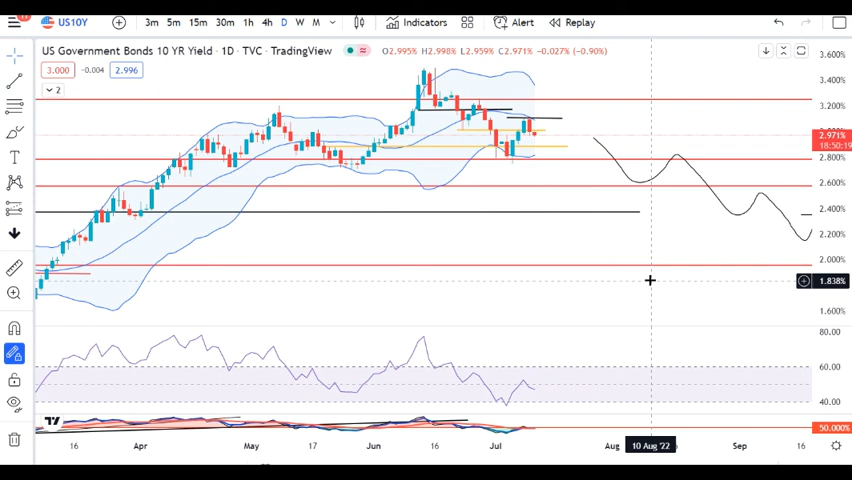 US10Y
3m 5m 15m 30m 1h 4h D W M
Indicators
Alert
Replay
US Government Bonds 10 YR Yield · 1D · TVC · TradingView
O2.995% H2.998% L2.959% C2.971% -0.027% (-0.90%)
3.000
-0.004
2.996
2
3.600%
3.400%
3.200%
2.971%
18:50:19
2.800%
2.600%
2.400%
2.200%
2.000%
1.838%
1.600%
80.00
60.00
40.00
50.000%
16 Apr May 17 Jun 16 Jul Aug 10 Aug '22 Sep 16